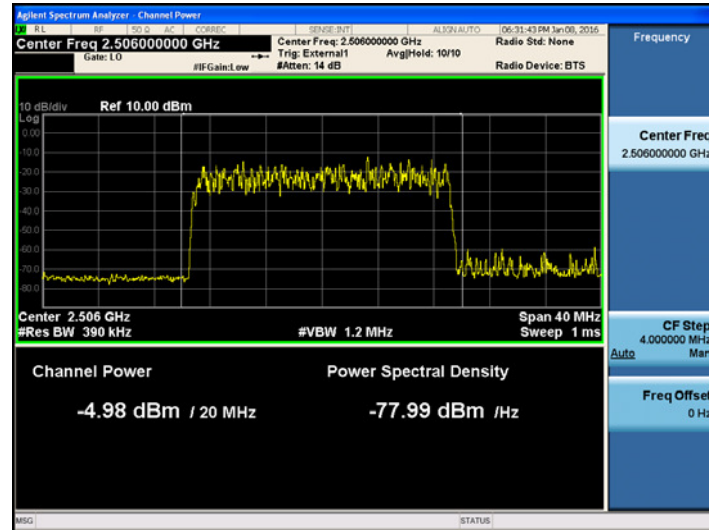 Agilent Spectrum Analyzer - Channel Power
RL RF 50 Ω AC CORREC SENSE:INT ALIGN AUTO 06:31:43 PM Jan 08, 2016
Center Freq 2.506000000 GHz
Center Freq: 2.506000000 GHz
Radio Std: None
Gate: LO
Trig: External1
Avg|Hold: 10/10
#IFGain:Low
#Atten: 14 dB
Radio Device: BTS
Frequency
10 dB/div
Ref 10.00 dBm
Log
0.00
-10.0
-20.0
-30.0
-40.0
-50.0
-60.0
-70.0
-80.0
Center 2.506 GHz
Span 40 MHz
#Res BW 390 kHz
#VBW 1.2 MHz
Sweep 1 ms
Channel Power
Power Spectral Density
-4.98 dBm / 20 MHz
-77.99 dBm /Hz
Center Freq
2.506000000 GHz
CF Step
4.000000 MHz
Auto Man
Freq Offset
0 Hz
MSG
STATUS